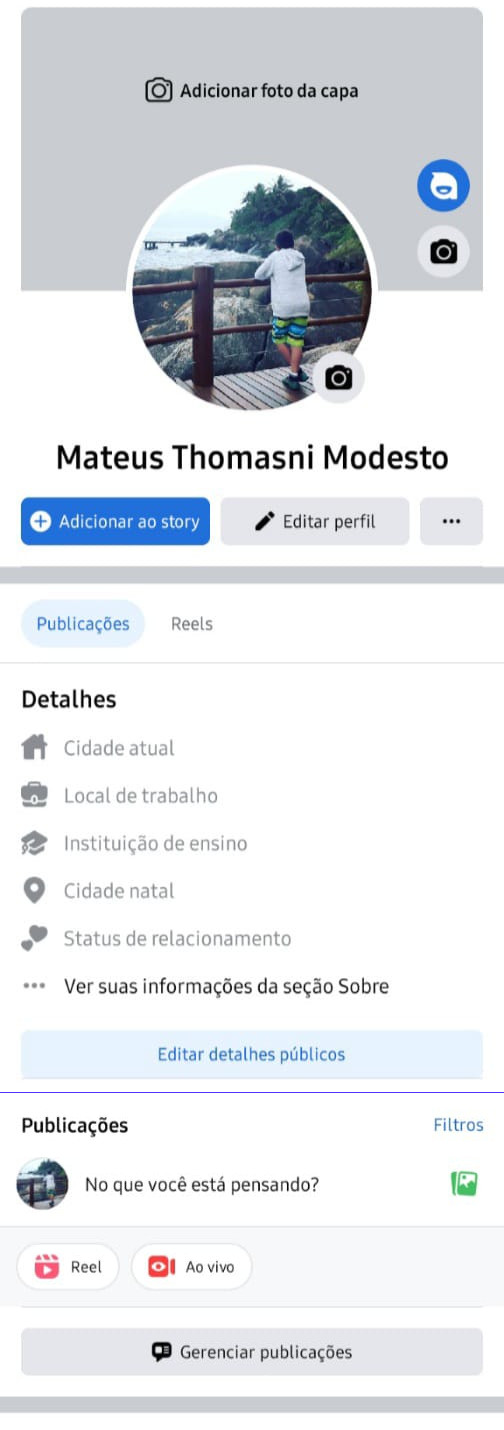 Adicionar foto da capa
Mateus Thomasni Modesto
Adicionar ao story
Editar perfil
Publicações
Reels
Detalhes
Cidade atual
Local de trabalho
Instituição de ensino
Cidade natal
Status de relacionamento
Ver suas informações da seção Sobre
Editar detalhes públicos
Publicações
Filtros
No que você está pensando?
Reel
Ao vivo
Gerenciar publicações